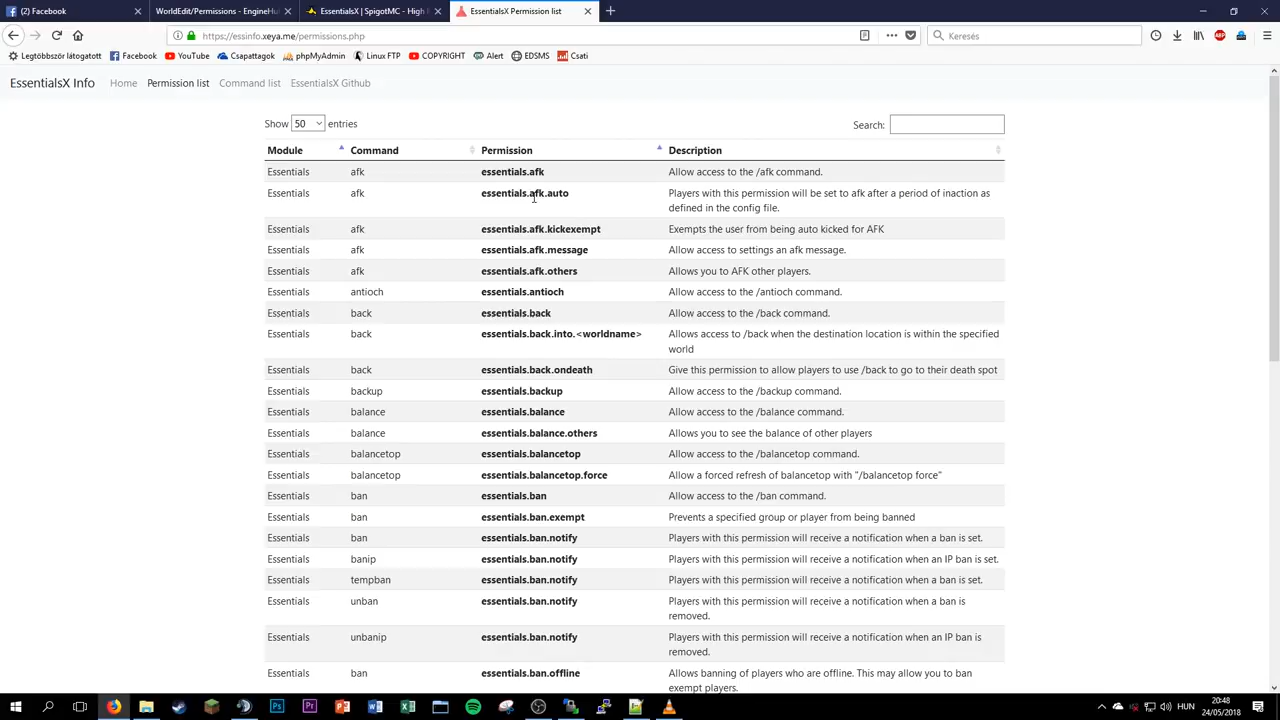 (2) Facebook
WorldEdit/Permissions - EngineHu
EssentialsX | SpigotMC - High
EssentialsX Permission list
https://essinfo.xeya.me/permissions.php
Keresés
Legtöbbször látogatott
Facebook
YouTube
Csapattagok
phpMyAdmin
Linux FTP
COPYRIGHT
Alert
EDSMS
Csati
EssentialsX Info
Home
Permission list
Command list
EssentialsX Github
Show 50 entries
Search:
Module Command Permission Description
Essentials afk essentials.afk Allow access to the /afk command.
Essentials afk essentials.afk.auto Players with this permission will be set to afk after a period of inaction as
defined in the config file.
Essentials afk essentials.afk.kickexempt Exempts the user from being auto kicked for AFK
Essentials afk essentials.afk.message Allow access to settings an afk message.
Essentials afk essentials.afk.others Allows you to AFK other players.
Essentials antioch essentials.antioch Allow access to the /antioch command.
Essentials back essentials.back Allow access to the /back command.
Essentials back essentials.back.into.<worldname> Allows access to /back when the destination location is within the specified
world
Essentials back essentials.back.ondeath Give this permission to allow players to use /back to go to their death spot
Essentials backup essentials.backup Allow access to the /backup command.
Essentials balance essentials.balance Allow access to the /balance command.
Essentials balance essentials.balance.others Allows you to see the balance of other players
Essentials balancetop essentials.balancetop Allow access to the /balancetop command.
Essentials balancetop essentials.balancetop.force Allow a forced refresh of balancetop with "/balancetop force"
Essentials ban essentials.ban Allow access to the /ban command.
Essentials ban essentials.ban.exempt Prevents a specified group or player from being banned
Essentials ban essentials.ban.notify Players with this permission will receive a notification when a ban is set.
Essentials banip essentials.ban.notify Players with this permission will receive a notification when an IP ban is set.
Essentials tempban essentials.ban.notify Players with this permission will receive a notification when a ban is set.
Essentials unban essentials.ban.notify Players with this permission will receive a notification when a ban is
removed.
Essentials unbanip essentials.ban.notify Players with this permission will receive a notification when an IP ban is
removed.
Essentials ban essentials.ban.offline Allows banning of players who are offline. This may allow you to ban
exempt players.
HUN
20:48
24/05/2018